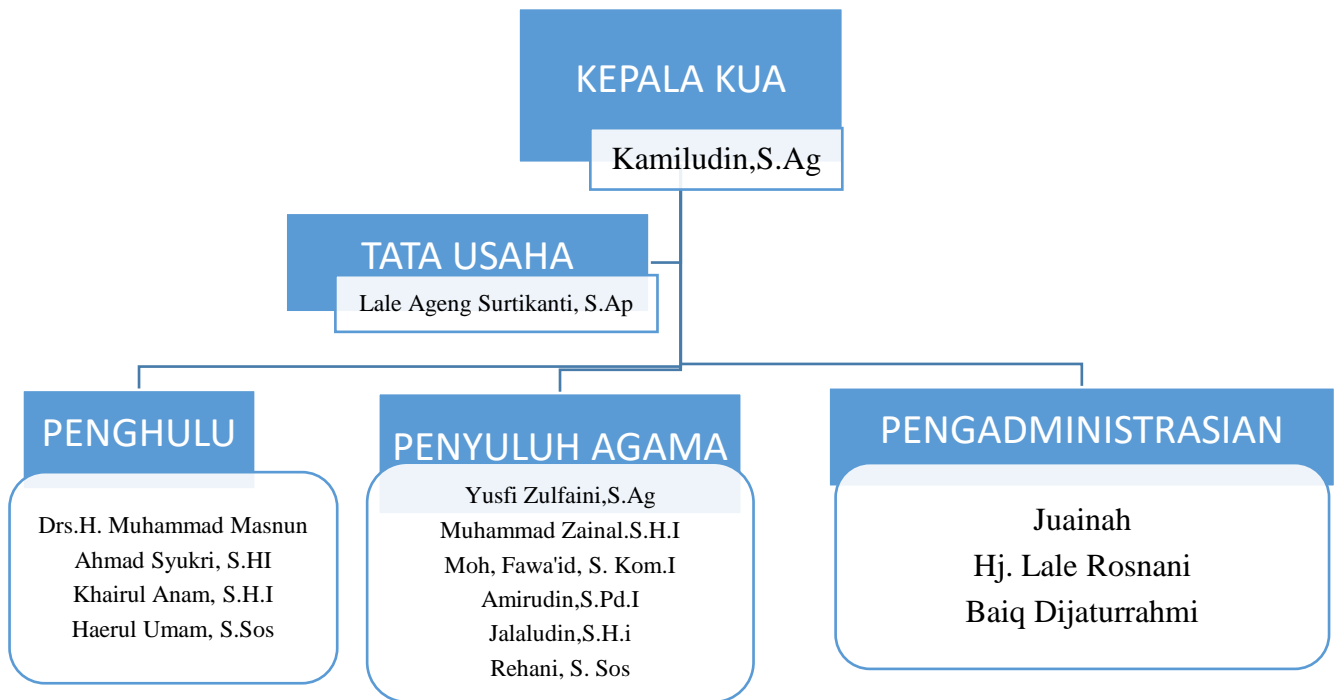 KEPALA KUA
Kamiludin,S.Ag
TATA USAHA
Lale Ageng Surtikanti, S.Ap
PENGHULU
Drs.H. Muhammad Masnun
Ahmad Syukri, S.HI
Khairul Anam, S.H.I
Haerul Umam, S.Sos
PENYULUH AGAMA
Yusfi Zulfaini,S.Ag
Muhammad Zainal.S.H.I
Moh, Fawa'id, S. Kom.I
Amirudin,S.Pd.I
Jalaludin,S.H.i
Rehani, S. Sos
PENGADMINISTRASIAN
Juainah
Hj. Lale Rosnani
Baiq Dijaturrahmi